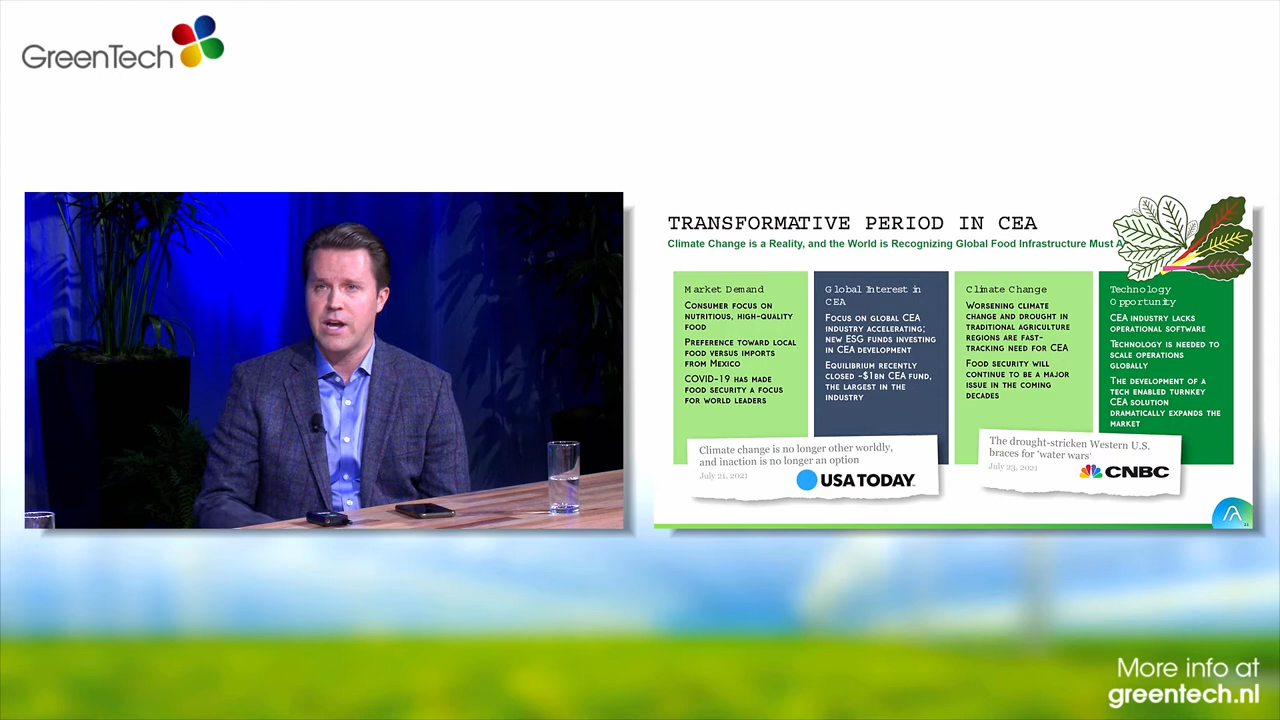 GreenTech
TRANSFORMATIVE PERIOD IN CEA
Climate Change is a Reality, and the World is Recognizing Global Food Infrastructure Must A
Market Demand
CONSUMER FOCUS ON
NUTRITIOUS, HIGH-QUALITY
FOOD
PREFERENCE TOWARD LOCAL
FOOD VERSUS IMPORTS
FROM MEXICO
COVID-19 HAS MADE
FOOD SECURITY A FOCUS
FOR WORLD LEADERS
Global Interest in
CEA
FOCUS ON GLOBAL CEA
INDUSTRY ACCELERATING;
NEW ESG FUNDS INVESTING
IN CEA DEVELOPMENT
EQUILIBRIUM RECENTLY
CLOSED ~$1BN CEA FUND,
THE LARGEST IN THE
INDUSTRY
Climate Change
WORSENING CLIMATE
CHANGE AND DROUGHT IN
TRADITIONAL AGRICULTURE
REGIONS ARE FAST-
TRACKING NEED FOR CEA
FOOD SECURITY WILL
CONTINUE TO BE A MAJOR
ISSUE IN THE COMING
DECADES
Technology
Opportunity
CEA INDUSTRY LACKS
OPERATIONAL SOFTWARE
TECHNOLOGY IS NEEDED TO
SCALE OPERATIONS
GLOBALLY
THE DEVELOPMENT OF A
TECH ENABLED TURNKEY
CEA SOLUTION
DRAMATICALLY EXPANDS THE
MARKET
Climate change is no longer other worldly,
and inaction is no longer an option
July 21, 2021
USA TODAY
The drought-stricken Western U.S.
braces for 'water wars'
July 23, 2021
CNBC
More info at
greentech.nl